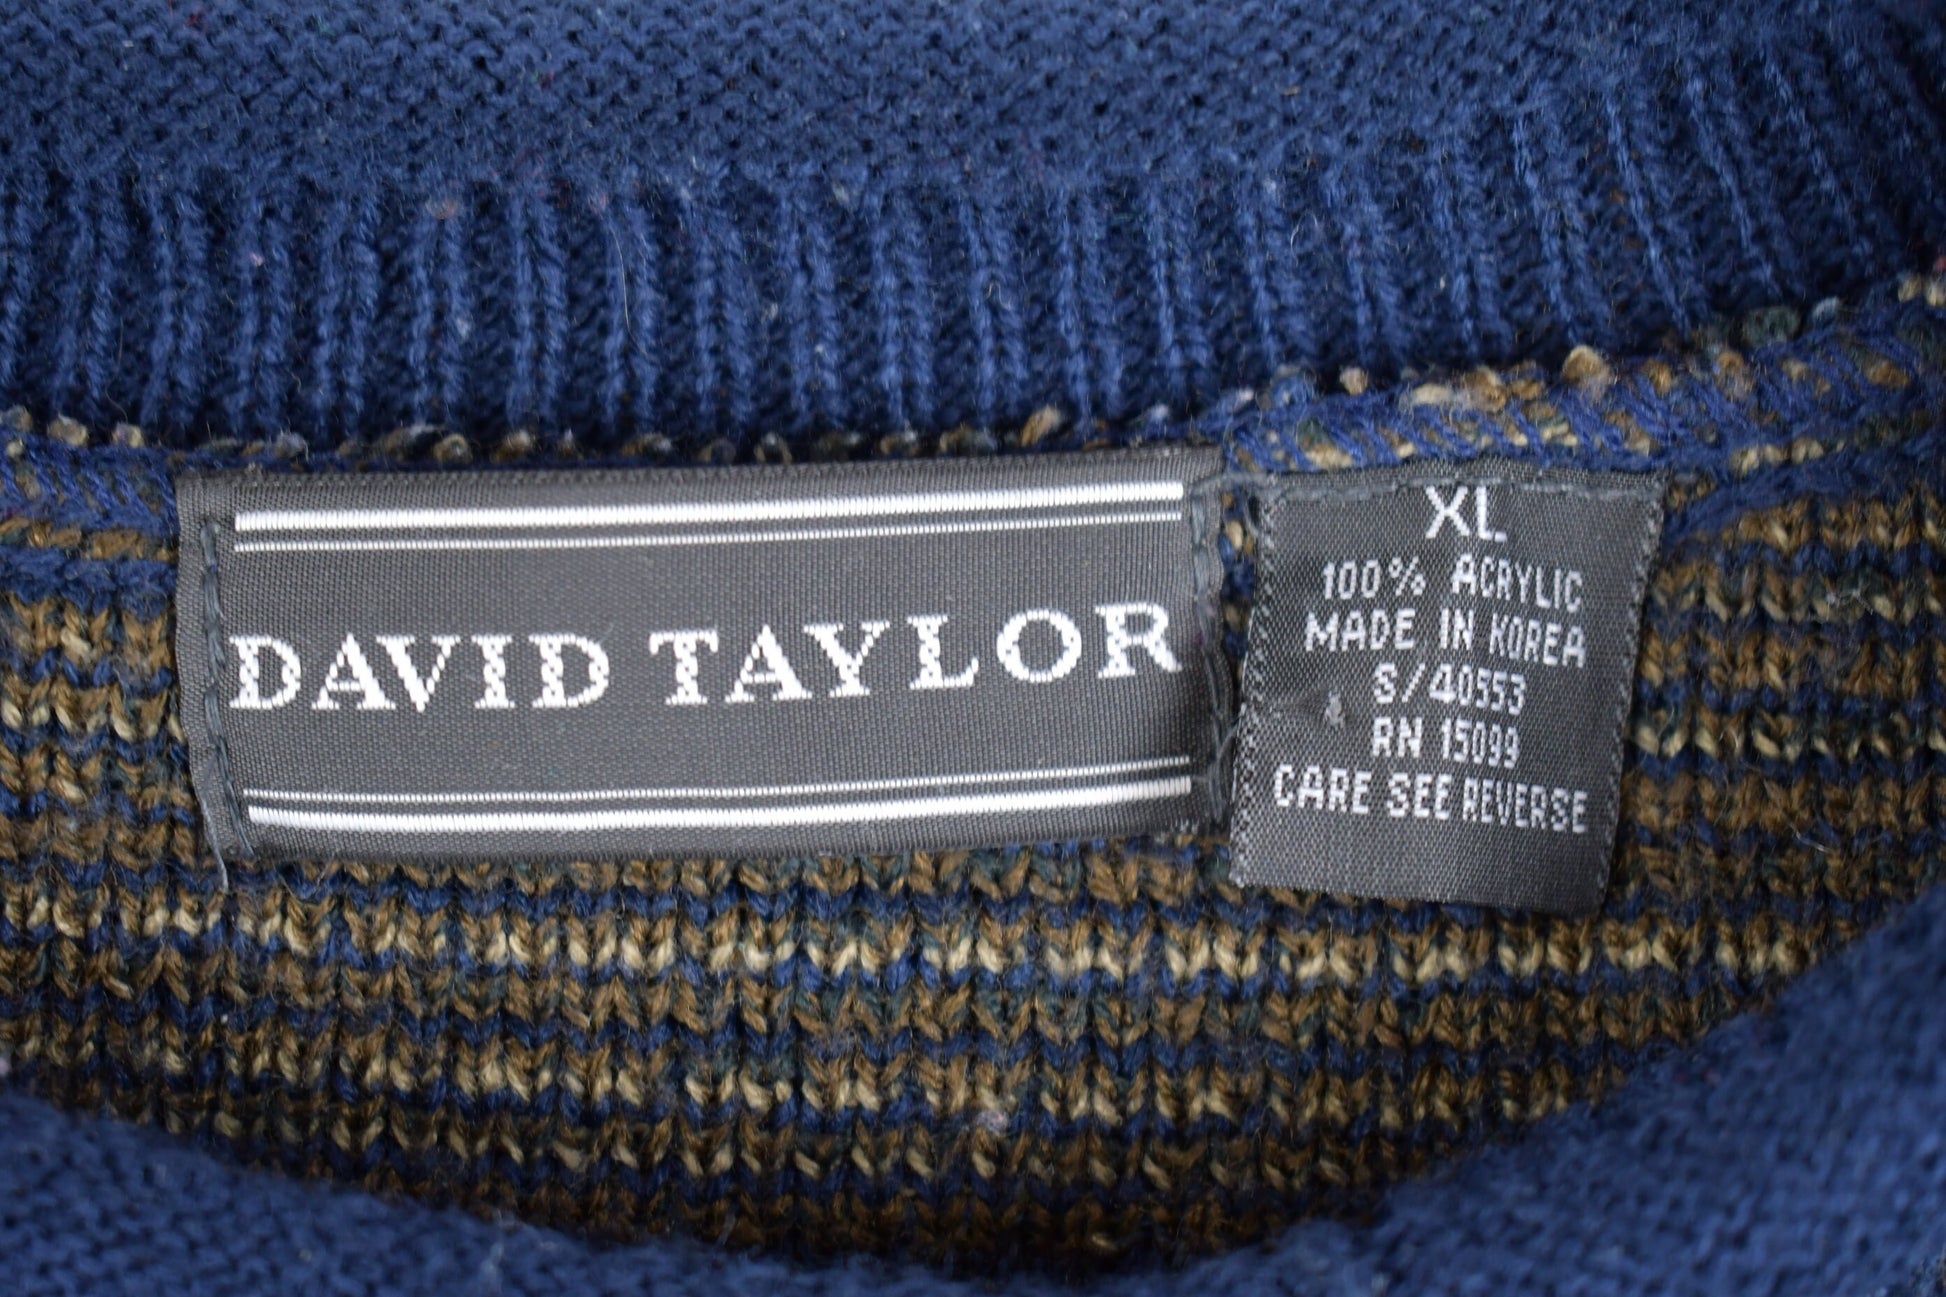 DAVID TAYLOR
XL
100% ACRYLIC
MADE IN KOREA
S/40553
RN 15099
CARE SEE REVERSE